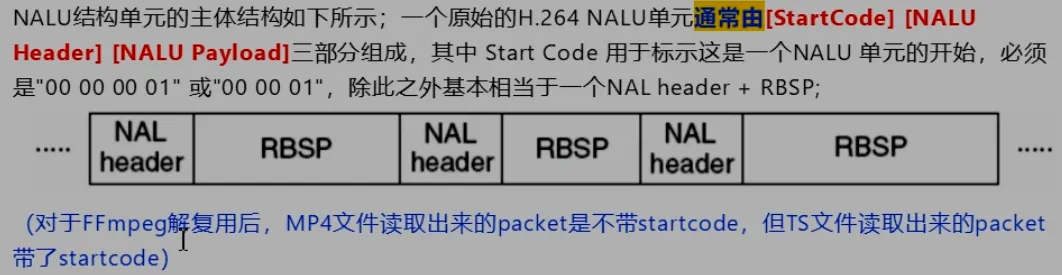 NALU结构单元的主体结构如下所示；一个原始的H.264 NALU单元通常由[StartCode] [NALU
Header] [NALU Payload]三部分组成，其中 Start Code 用于标示这是一个NALU 单元的开始，必须
是"00 00 00 01" 或"00 00 01"，除此之外基本相当于一个NAL header + RBSP;
..... NAL header RBSP NAL header RBSP NAL header RBSP .....
（对于FFmpeg解复用后，MP4文件读取出来的packet是不带startcode，但TS文件读取出来的packet
带了startcode）